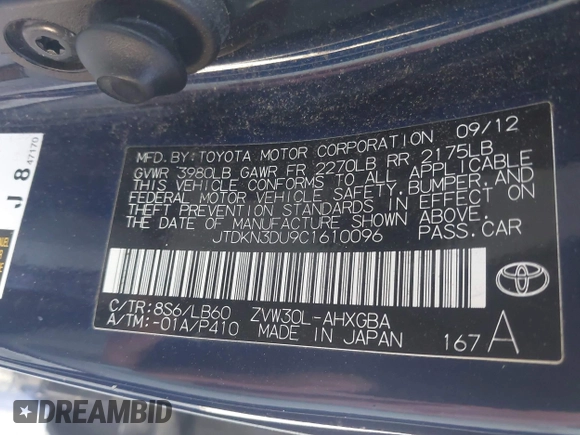 MFD. BY: TOYOTA MOTOR CORPORATION 09/12
GVWR 3980LB GAWR FR 2270LB RR 2175LB
THIS VEHICLE CONFORMS TO ALL APPLICABLE
FEDERAL MOTOR VEHICLE SAFETY, BUMPER, AND
THEFT PREVENTION STANDARDS IN EFFECT ON
THE DATE OF MANUFACTURE SHOWN ABOVE.
JTDKN3DU9C1610096 PASS. CAR
C/TR: 8S6/LB60 ZVW30L-AHXGBA
A/TM: -01A/P410 MADE IN JAPAN
TOYOTA
167 A
J 8
47170
DREAMBID